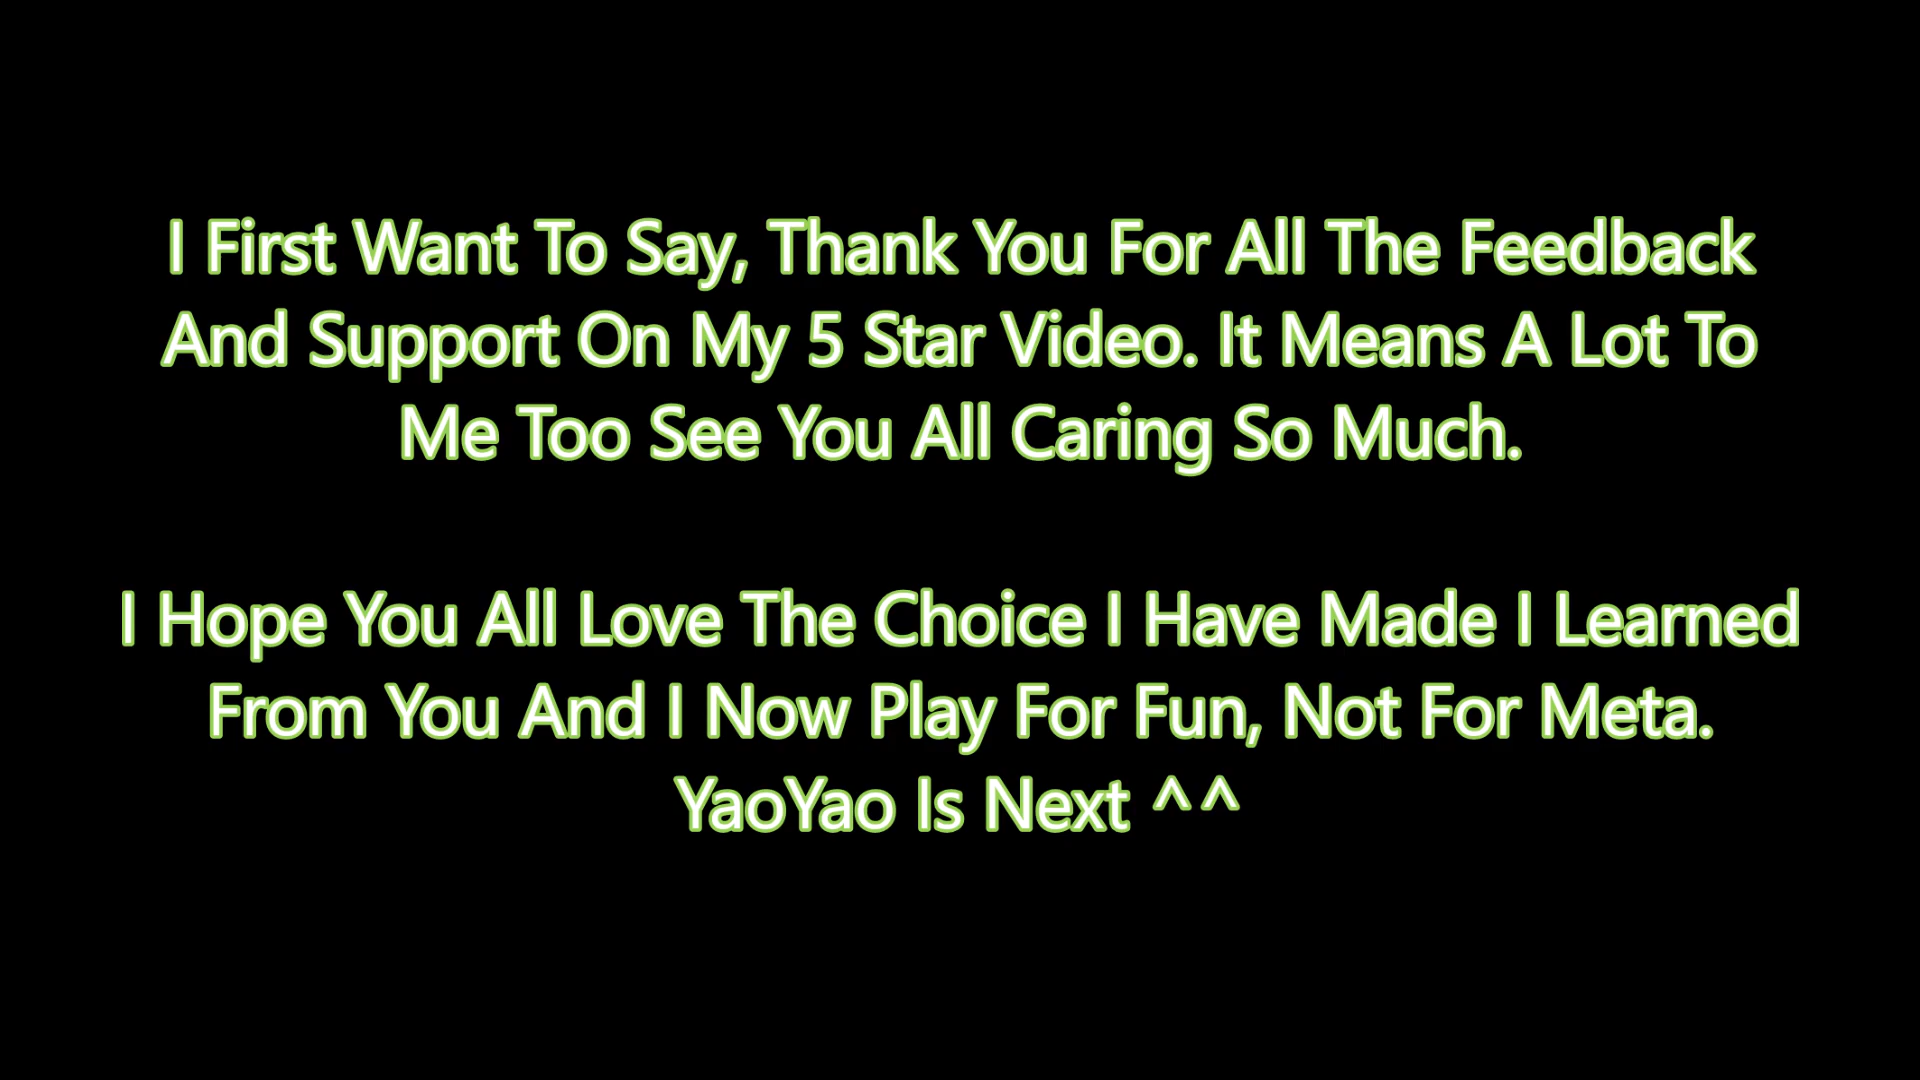 I First Want To Say, Thank You For All The Feedback
And Support On My 5 Star Video. It Means A Lot To
Me Too See You All Caring So Much.
I Hope You All Love The Choice I Have Made I Learned
From You And I Now Play For Fun, Not For Meta.
YaoYao Is Next ^^